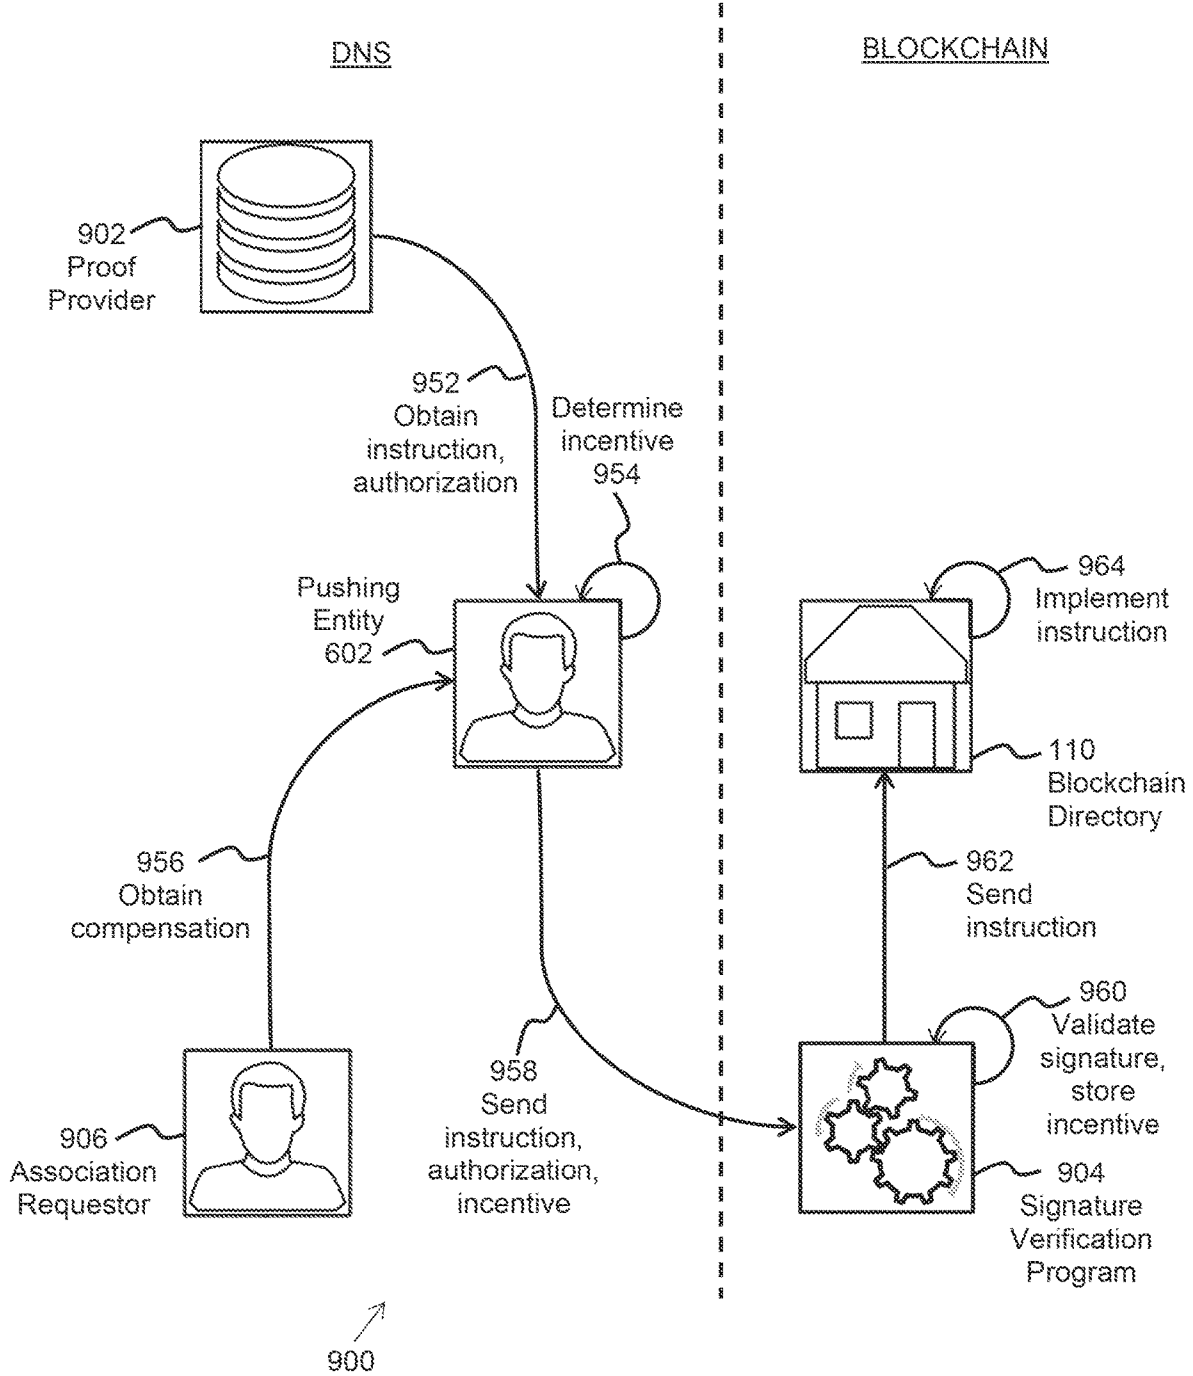 DNS
BLOCKCHAIN
902
Proof
Provider
952
Obtain
instruction,
authorization
Determine
incentive
954
Pushing
Entity
602
964
Implement
instruction
110
Blockchain
Directory
956
Obtain
compensation
962
Send
instruction
960
Validate
signature,
store
incentive
958
Send
instruction,
authorization,
incentive
906
Association
Requestor
904
Signature
Verification
Program
900